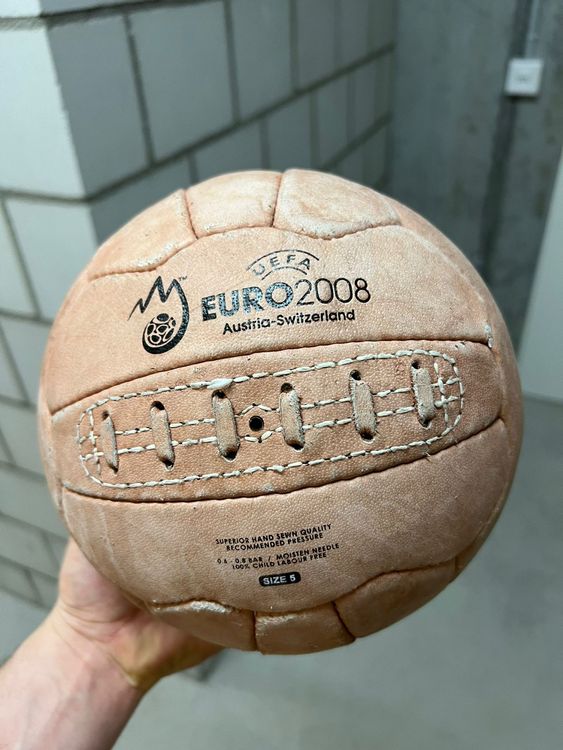 UEFA
EURO2008
™
Austria-Switzerland
SUPERIOR HAND SEWN QUALITY
RECOMMENDED PRESSURE
0.6 - 0.8 BAR / MOISTEN NEEDLE
100% CHILD LABOUR FREE
SIZE 5